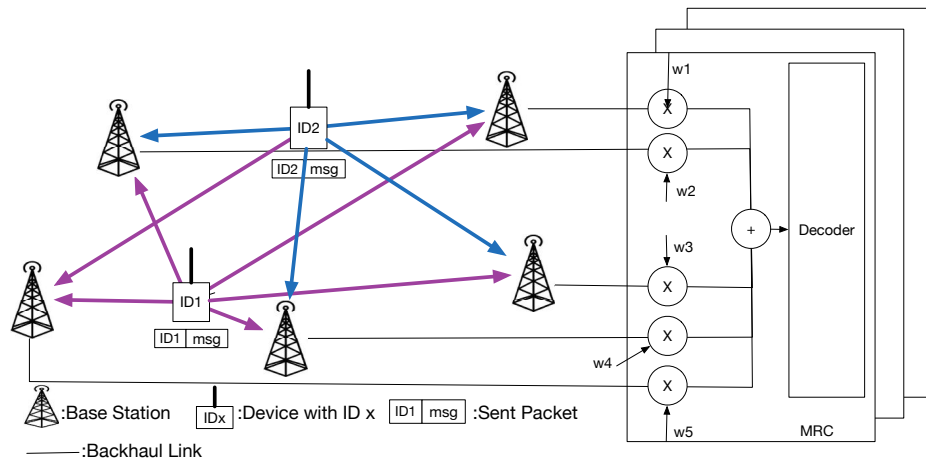 w1
X
ID2
ID2 msg
X
w2
+
Decoder
w3
X
ID1
ID1 msg
X
w4
X
:Base Station
IDx
:Device with ID x
ID1 msg
:Sent Packet
w5
MRC
:Backhaul Link